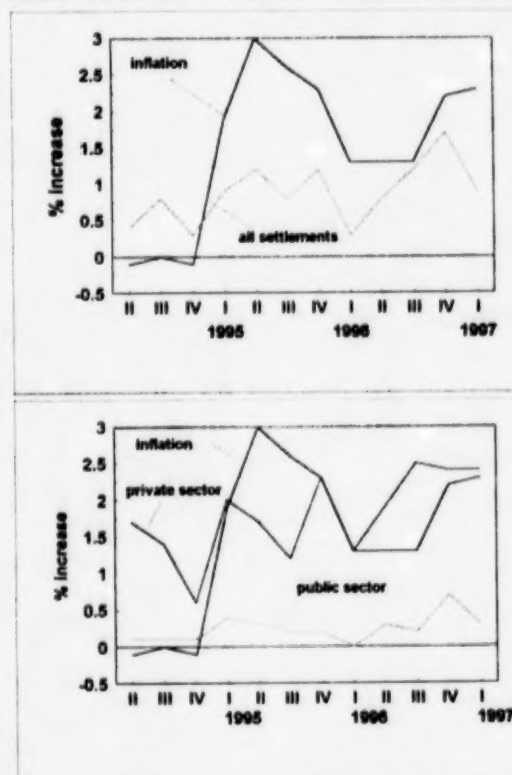 3
inflation
2.5
2
1.5
% increase
1
0.5
all settlements
0
-0.5
II III IV I II III IV I II III IV I
1995 1996 1997
3
inflation
2.5
private sector
2
1.5
% increase
1
public sector
0.5
0
-0.5
II III IV I II III IV I II III IV I
1995 1996 1997